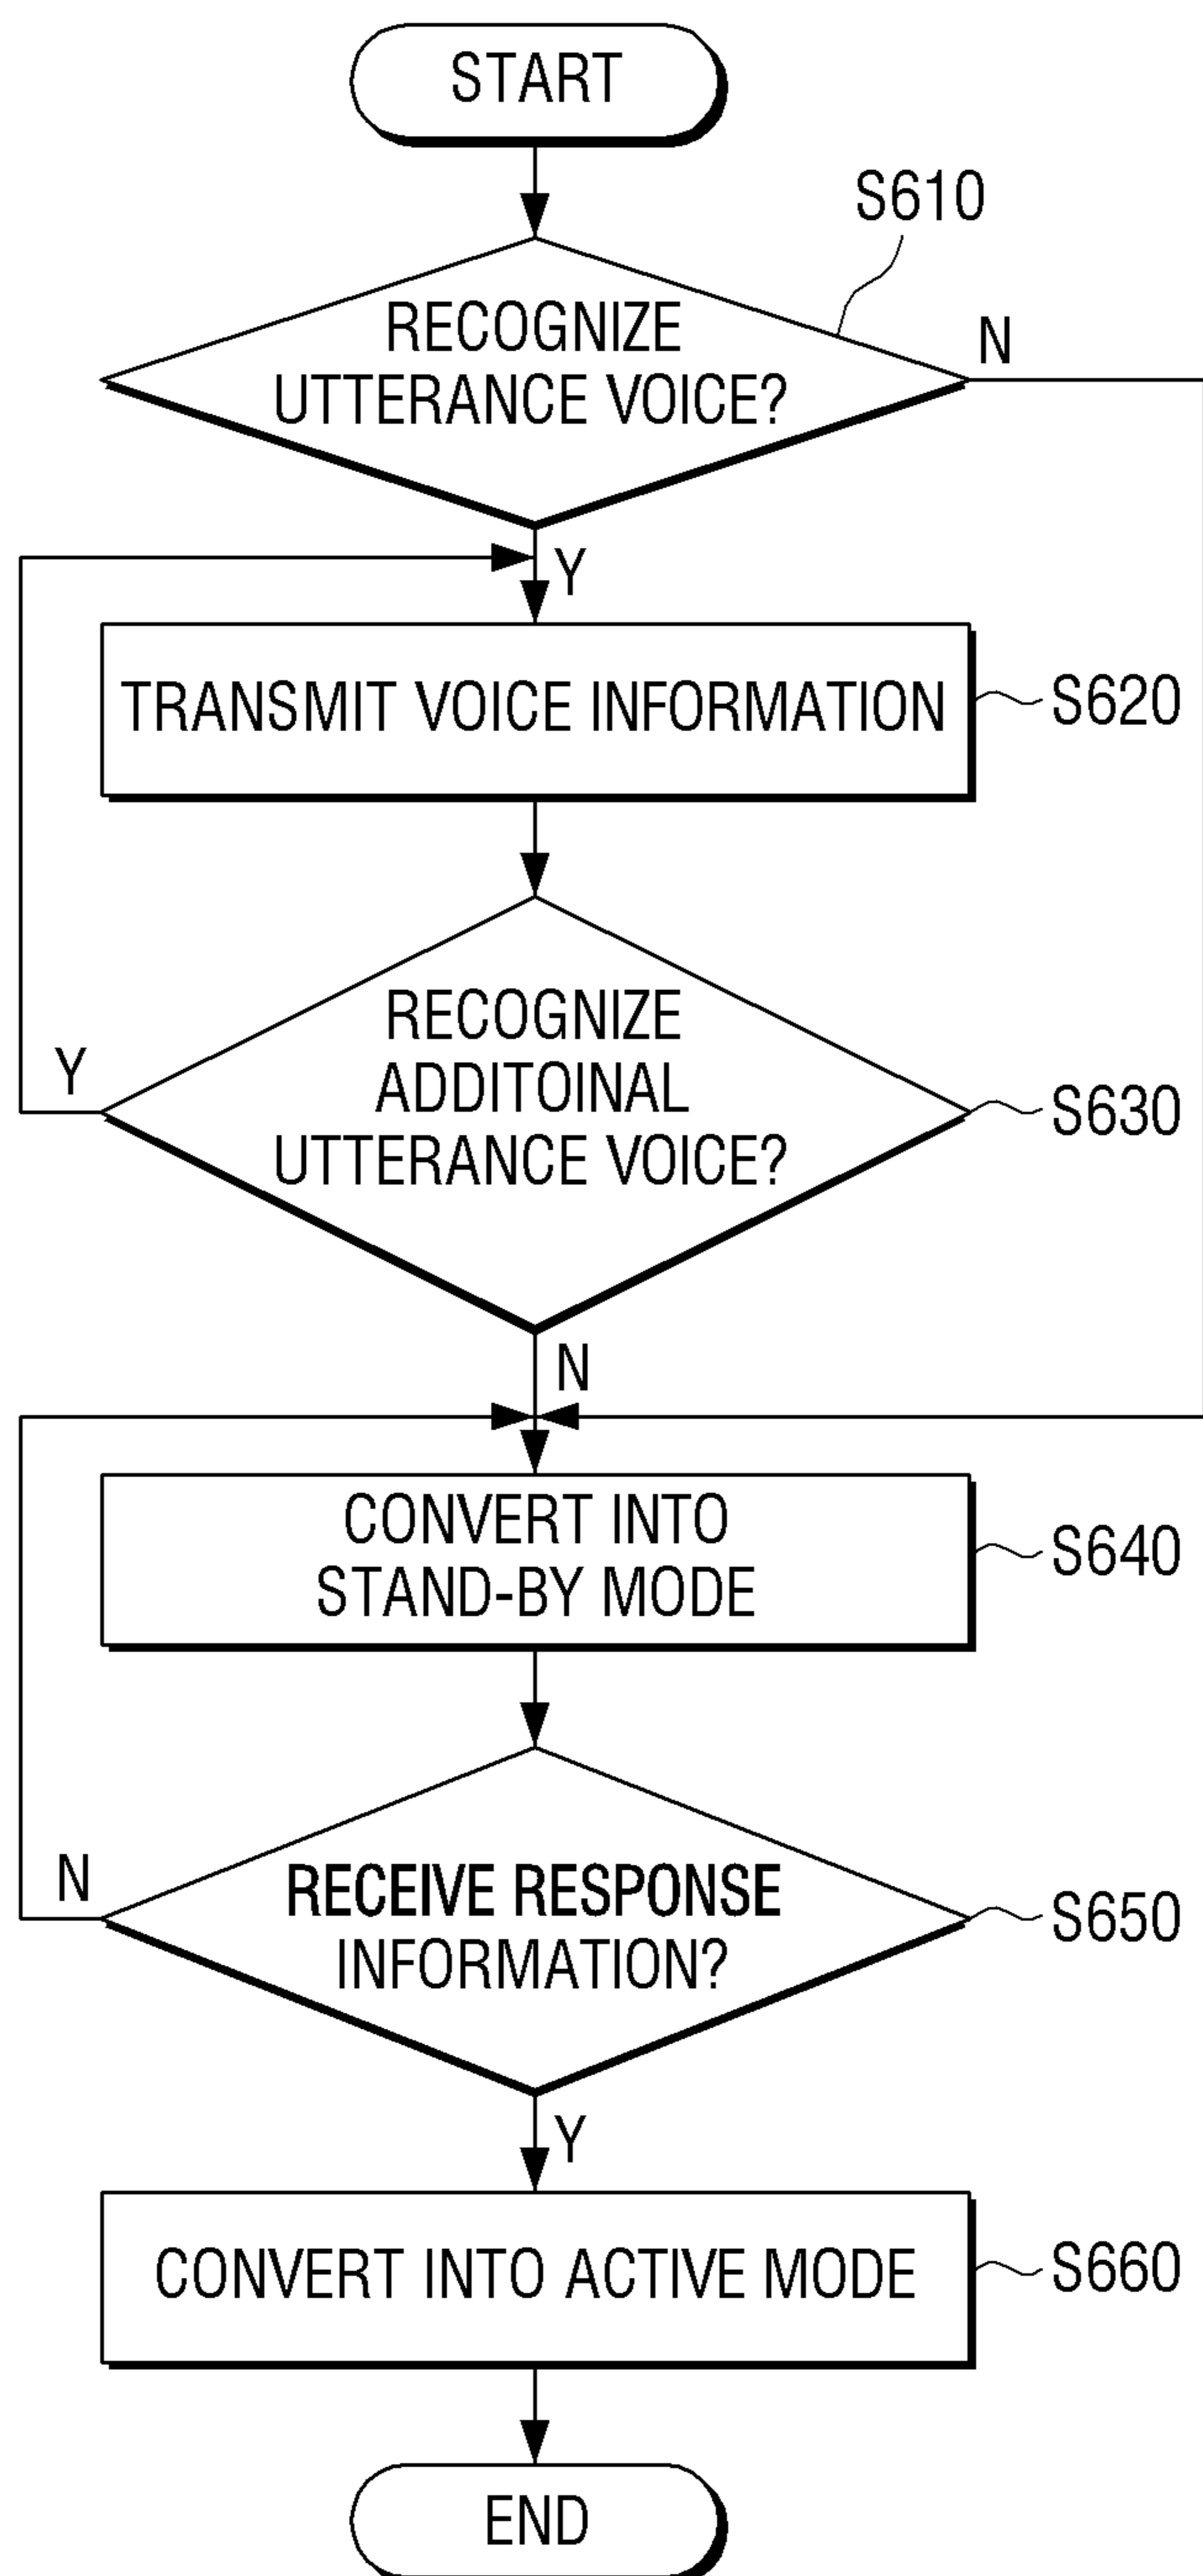 START
S610
RECOGNIZE
UTTERANCE VOICE?
N
Y
TRANSMIT VOICE INFORMATION
S620
RECOGNIZE
ADDITOINAL
UTTERANCE VOICE?
Y
S630
N
CONVERT INTO
STAND-BY MODE
S640
RECEIVE RESPONSE
INFORMATION?
N
S650
Y
CONVERT INTO ACTIVE MODE
S660
END